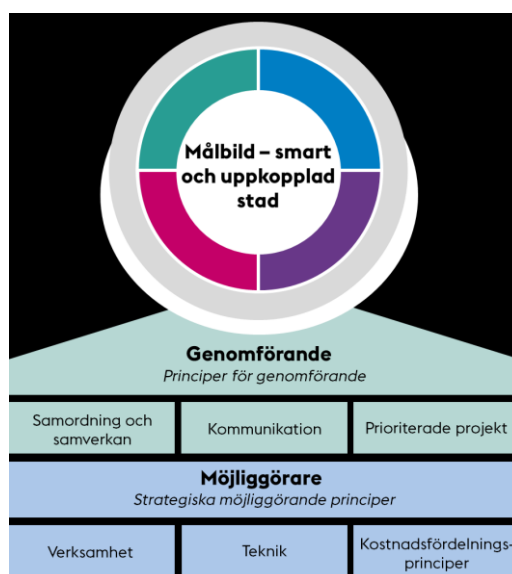 Målbild – smart
och uppkopplad
stad
Genomförande
Principer för genomförande
Samordning och
samverkan
Kommunikation
Prioriterade projekt
Möjliggörare
Strategiska möjliggörande principer
Verksamhet
Teknik
Kostnadsfördelnings-
principer